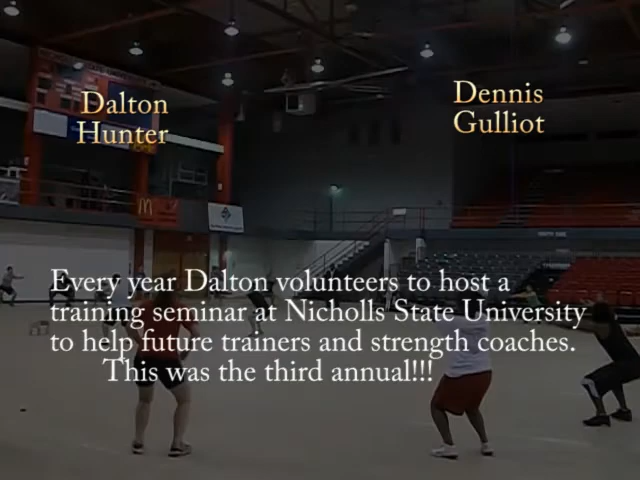 Dalton
Hunter
Dennis
Gulliot
Every year Dalton volunteers to host a
training seminar at Nicholls State University
to help future trainers and strength coaches.
This was the third annual!!!